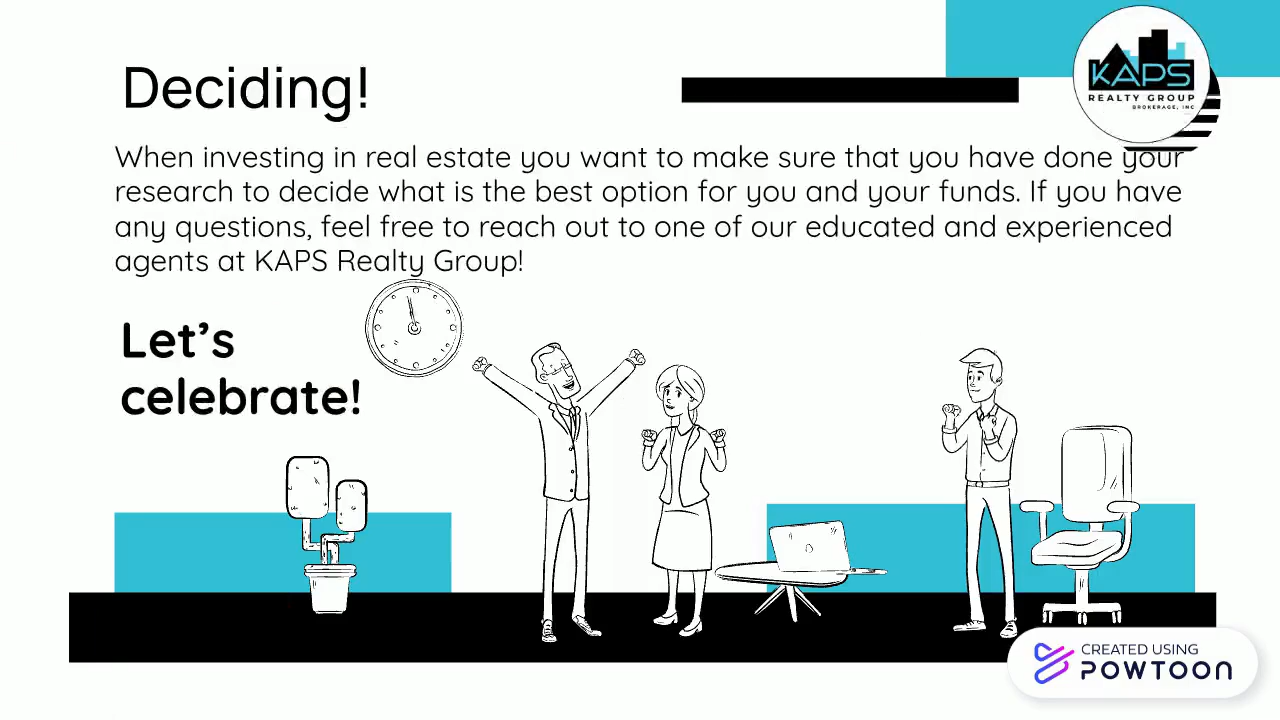 Deciding!
KAPS
REALTY GROUP
BROKERAGE, INC
When investing in real estate you want to make sure that you have done your
research to decide what is the best option for you and your funds. If you have
any questions, feel free to reach out to one of our educated and experienced
agents at KAPS Realty Group!
Let's
celebrate!
CREATED USING
POWTOON